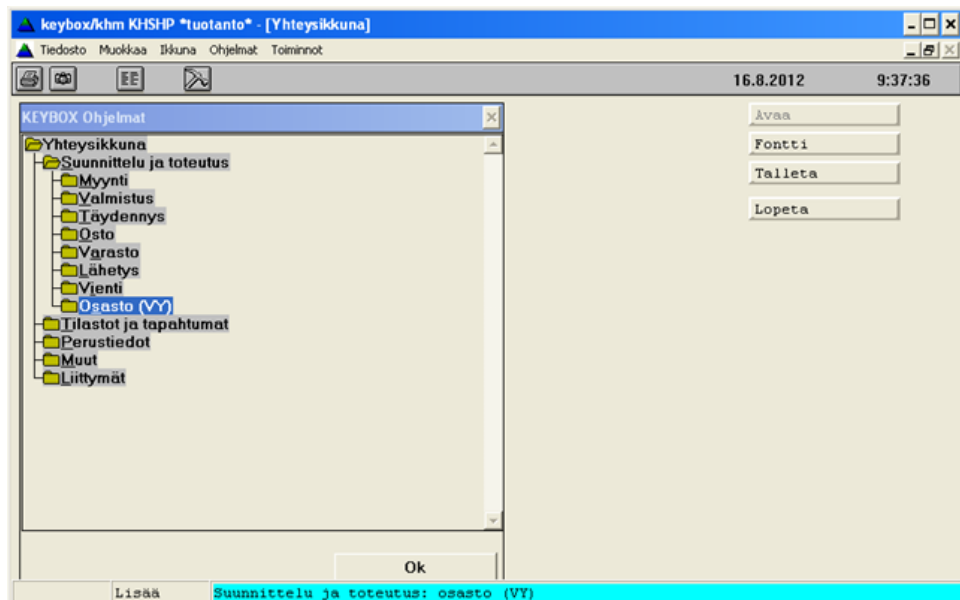 keybox/khm KHSHP *tuotanto* - [Yhteysikkuna]
Tiedosto Muokkaa Ikkuna Ohjelmat Toiminnot
16.8.2012 9:37:36
KEYBOX Ohjelmat
Yhteysikkuna
Suunnittelu ja toteutus
Myynti
Valmistus
Täydennys
Osto
Varasto
Lähetys
Vienti
Osasto (VY)
Tilastot ja tapahtumat
Perustiedot
Muut
Liittymät
Avaa
Fontti
Talleta
Lopeta
Ok
Lisää Suunnittelu ja toteutus: osasto (VY)